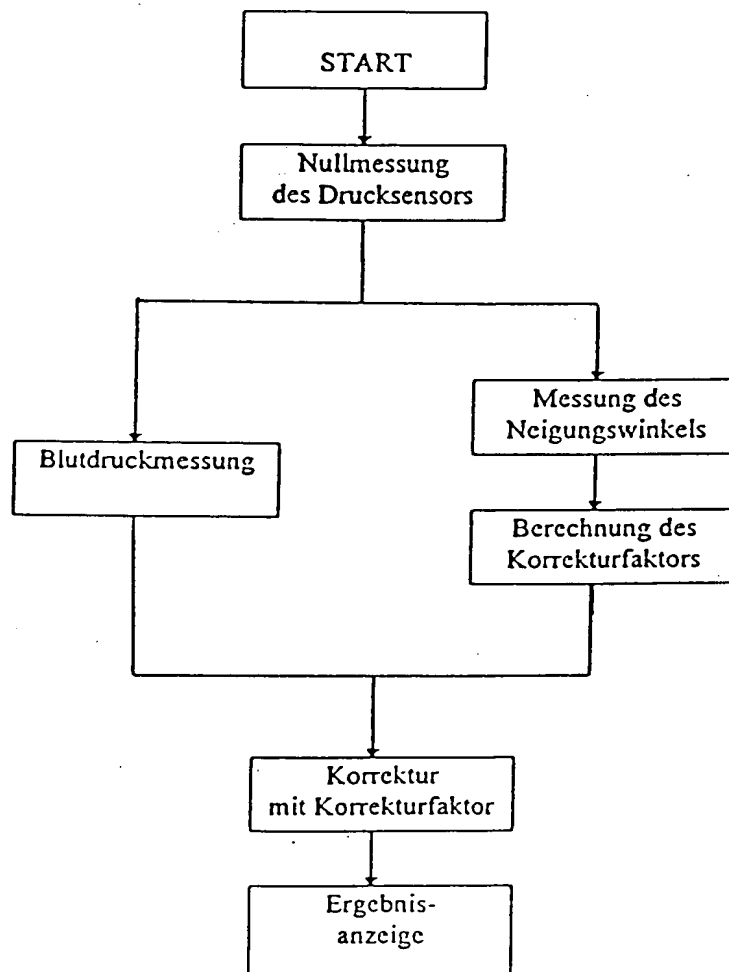 START
Nullmessung
des Drucksensors
Messung des
Neigungswinkels
Blutdruckmessung
Berechnung des
Korrekturfaktors
Korrektur
mit Korrekturfaktor
Ergebnis-
anzeige